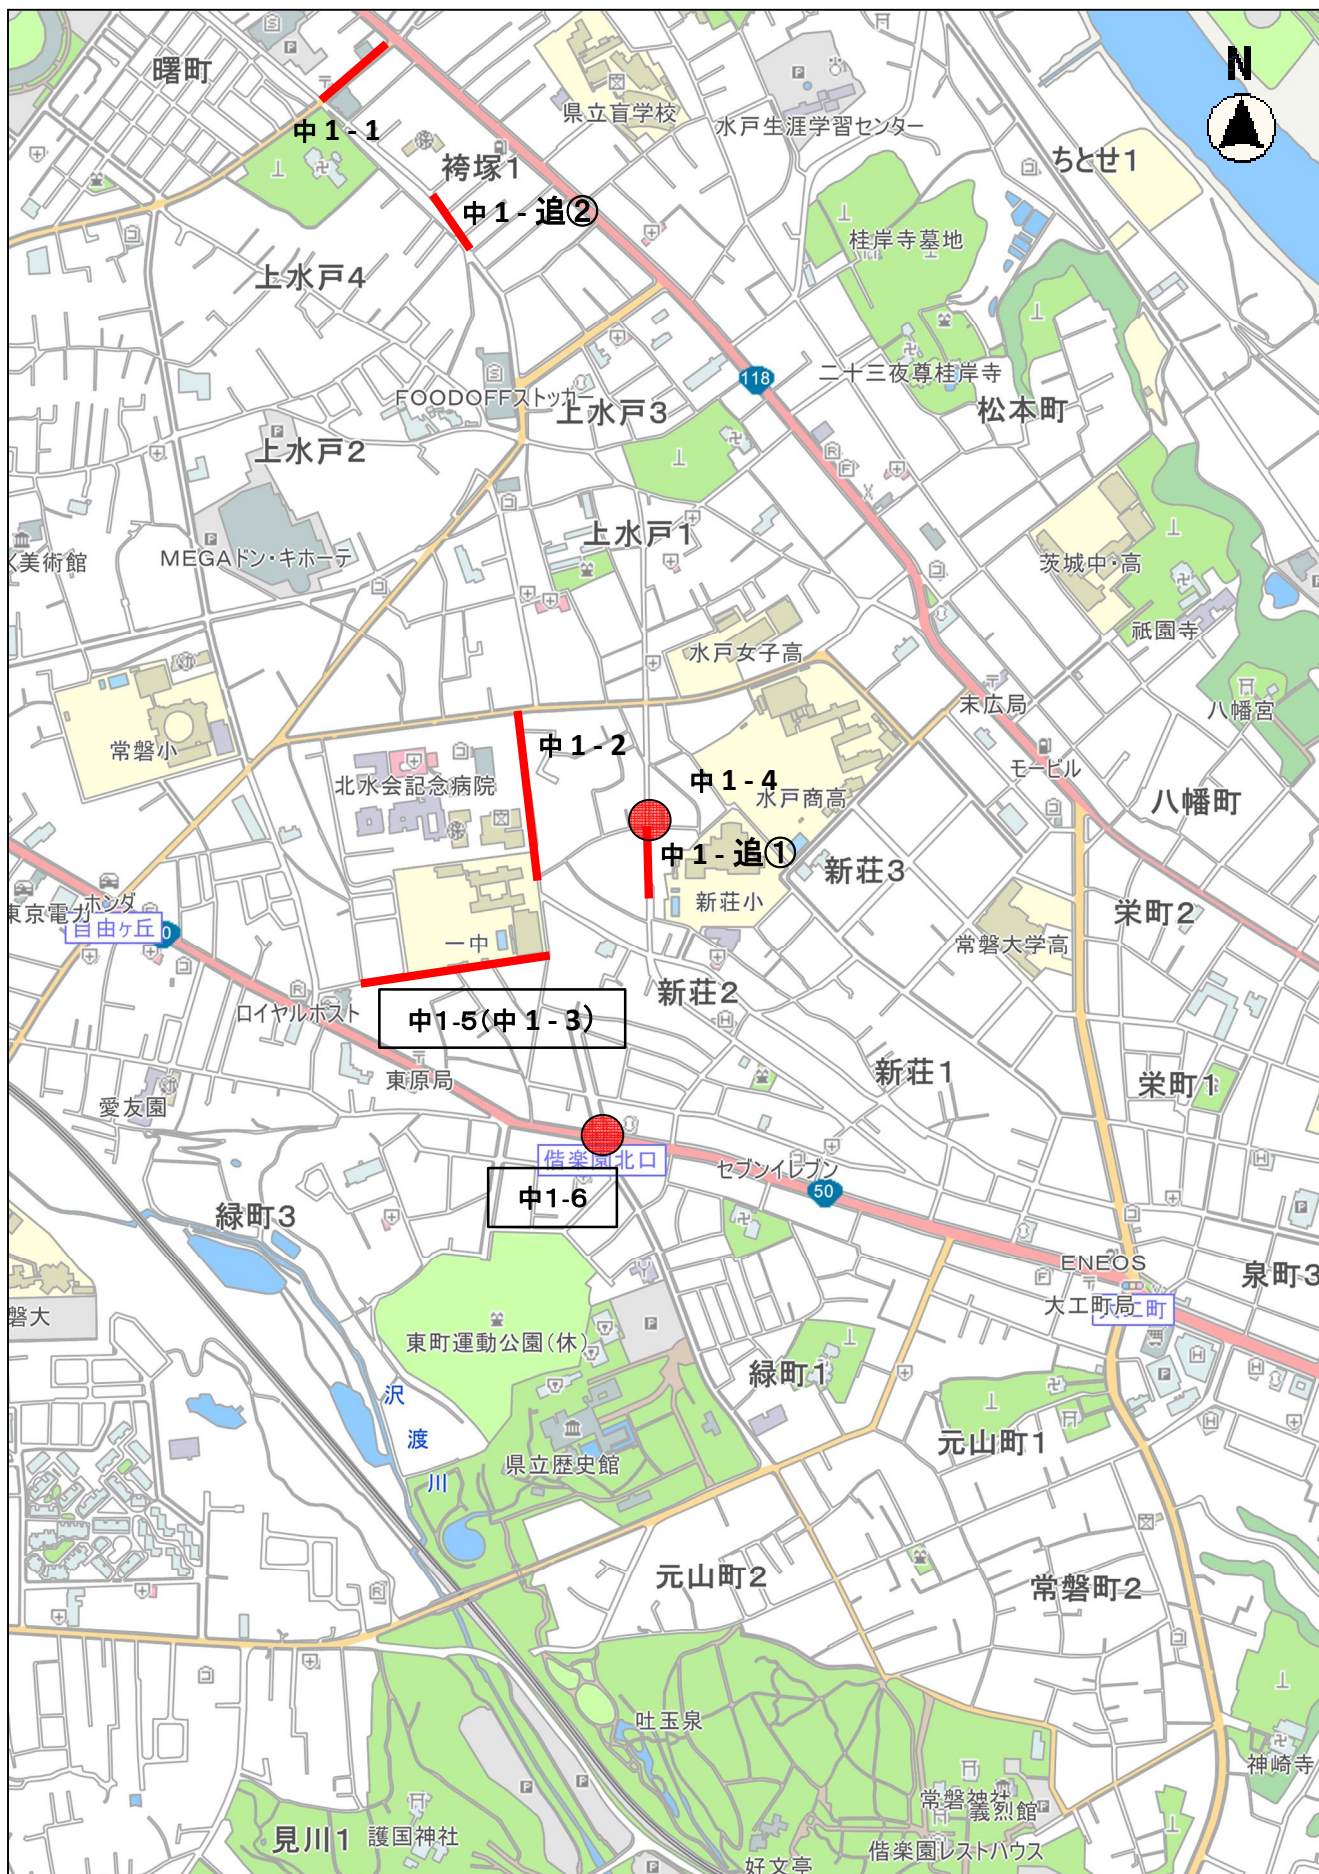 N
曙町
県立盲学校
水戸生涯学習センター
ちとせ1
中1-1
袴塚1
中1-追②
桂岸寺墓地
上水戸4
118
二十三夜尊桂岸寺
FOODOFFストッカー
上水戸3
松本町
上水戸2
上水戸1
MEGAドン・キホーテ
美術館
茨城中・高
祇園寺
水戸女子高
末広局
八幡宮
常磐小
中1-2
北水会記念病院
中1-4
水戸商高
モービル
八幡町
中1-追①
新荘3
新荘小
栄町2
ホンダ
東京電力
自由ヶ丘
一中
常磐大学高
新荘2
ロイヤルホスト
中1-5(中1-3)
東原局
新荘1
栄町1
愛友園
偕楽園北口
セブンイレブン
50
中1-6
緑町3
ENEOS
泉町3
大工町局
大工町
磐大
東町運動公園(休)
緑町1
沢
渡
川
元山町1
県立歴史館
元山町2
常磐町2
吐玉泉
神崎寺
常磐神社
義烈館
見川1
護国神社
偕楽園レストハウス
好文亭